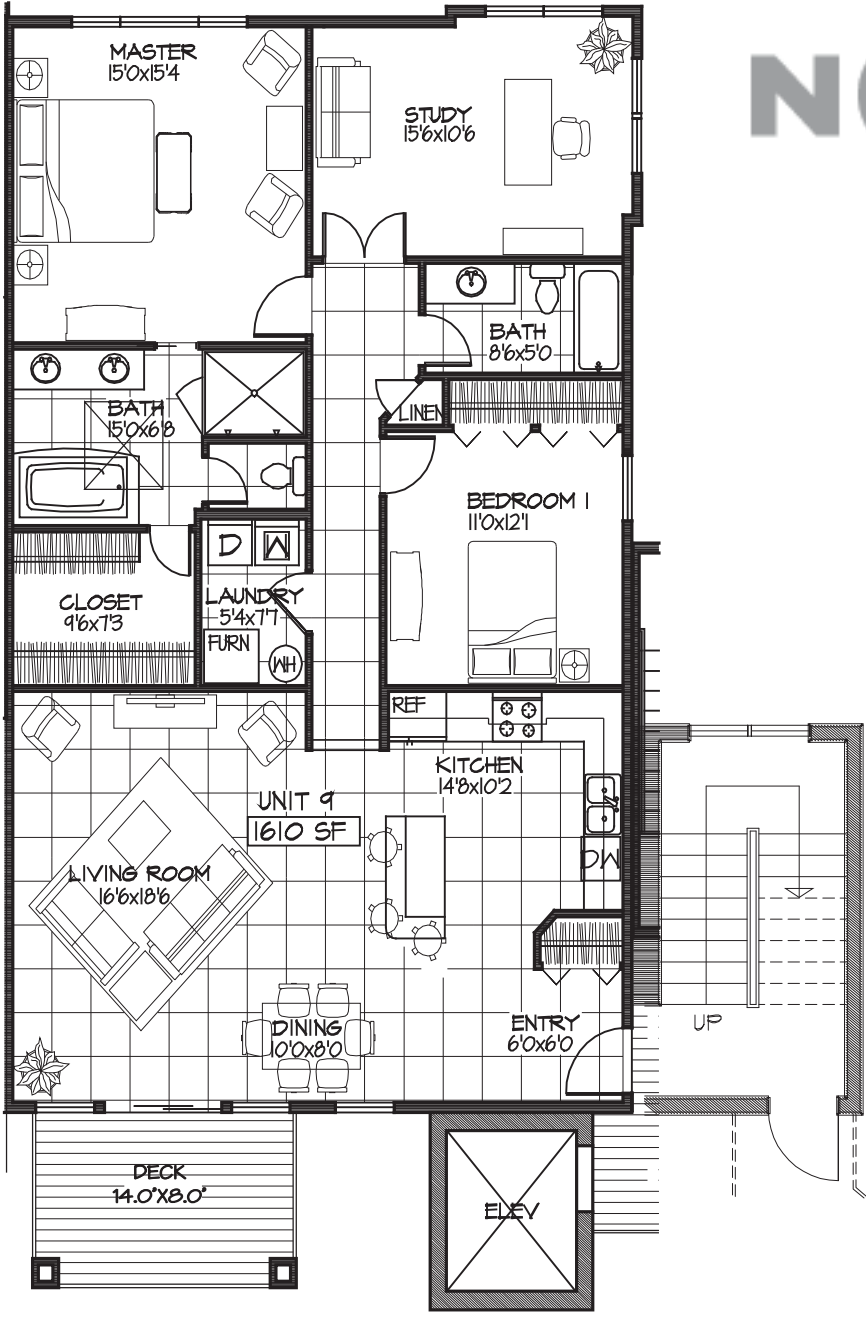 MASTER
15'0x15'4
STUDY
15'6x10'6
BATH
8'6x5'0
LINEN
BATH
15'0x6'8
BEDROOM 1
11'0x12'1
D
W
CLOSET
9'6x7'3
LAUNDRY
5'4x7'7
FURN
WH
REF
KITCHEN
14'8x10'2
UNIT 9
1610 SF
DW
LIVING ROOM
16'6x18'6
DINING
10'0x8'0
ENTRY
6'0x6'0
UP
DECK
14.0"X8.0"
ELEV